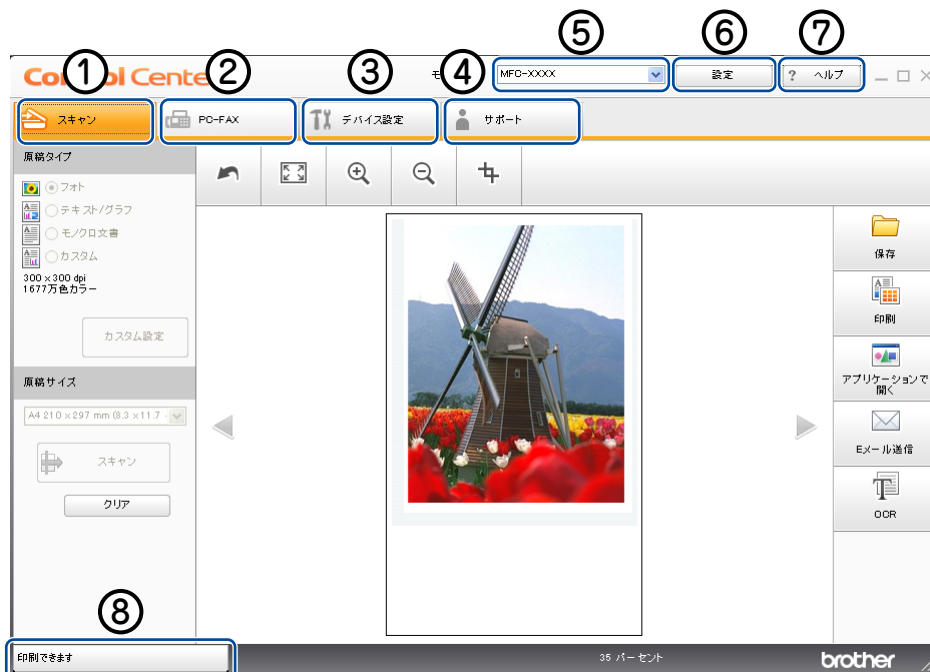 ① ② ③ ④ ⑤ ⑥ ⑦
Co ol Cente
モ
MFC-XXXX
設定
? ヘルプ
スキャン
PC-FAX
デバイス設定
サポート
原稿タイプ
フォト
テキスト/グラフ
モノクロ文書
カスタム
300 x 300 dpi
1677万色カラー
カスタム設定
原稿サイズ
A4 210 x 297 mm (8.3 x 11.7
スキャン
クリア
保存
印刷
アプリケーションで
開く
Eメール送信
OCR
⑧
印刷できます
35 パーセント
brother